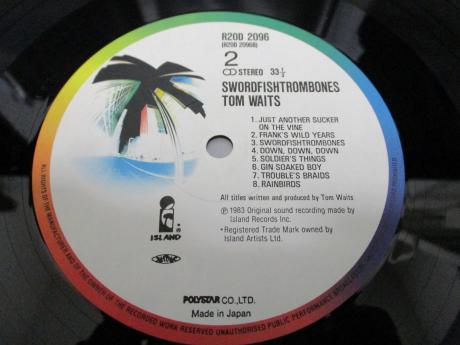 R20D 2096
(R20D 2096B)
2
STEREO 33⅓
SWORDFISHTROMBONES
TOM WAITS
1. JUST ANOTHER SUCKER
ON THE VINE
2. FRANK'S WILD YEARS
3. SWORDFISHTROMBONES
4. DOWN, DOWN, DOWN
5. SOLDIER'S THINGS
6. GIN SOAKED BOY
7. TROUBLE'S BRAIDS
8. RAINBIRDS
All titles written and produced by Tom Waits
Ⓟ 1983 Original sound recording made by
Island Records Inc.
*Registered Trade Mark owned by
Island Artists Ltd.
ISLAND
POLYSTAR CO., LTD.
Made in Japan
ALL RIGHTS OF THE MANUFACTURER AND OF THE OWNER OF THE RECORDED WORK RESERVED UNAUTHORISED PUBLIC PERFORMANCE